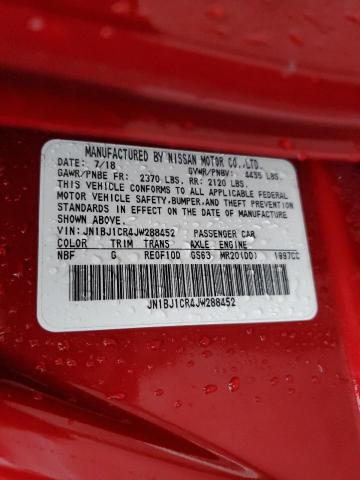 MANUFACTURED BY NISSAN MOTOR CO.,LTD.
DATE: 7/18 GVWR/PNBV: 4435 LBS.
GAWR/PNBE FR: 2370 LBS. RR: 2120 LBS.
THIS VEHICLE CONFORMS TO ALL APPLICABLE FEDERAL
MOTOR VEHICLE SAFETY,BUMPER,AND THEFT PREVENTION
STANDARDS IN EFFECT ON THE DATE OF MANUFACTURE
SHOWN ABOVE.
VIN: JN1BJ1CR4JW288452 PASSENGER CAR
COLOR TRIM TRANS AXLE ENGINE
NBF G RE0F10D GS63 MR20(DD) 1997CC
JN1BJ1CR4JW288452